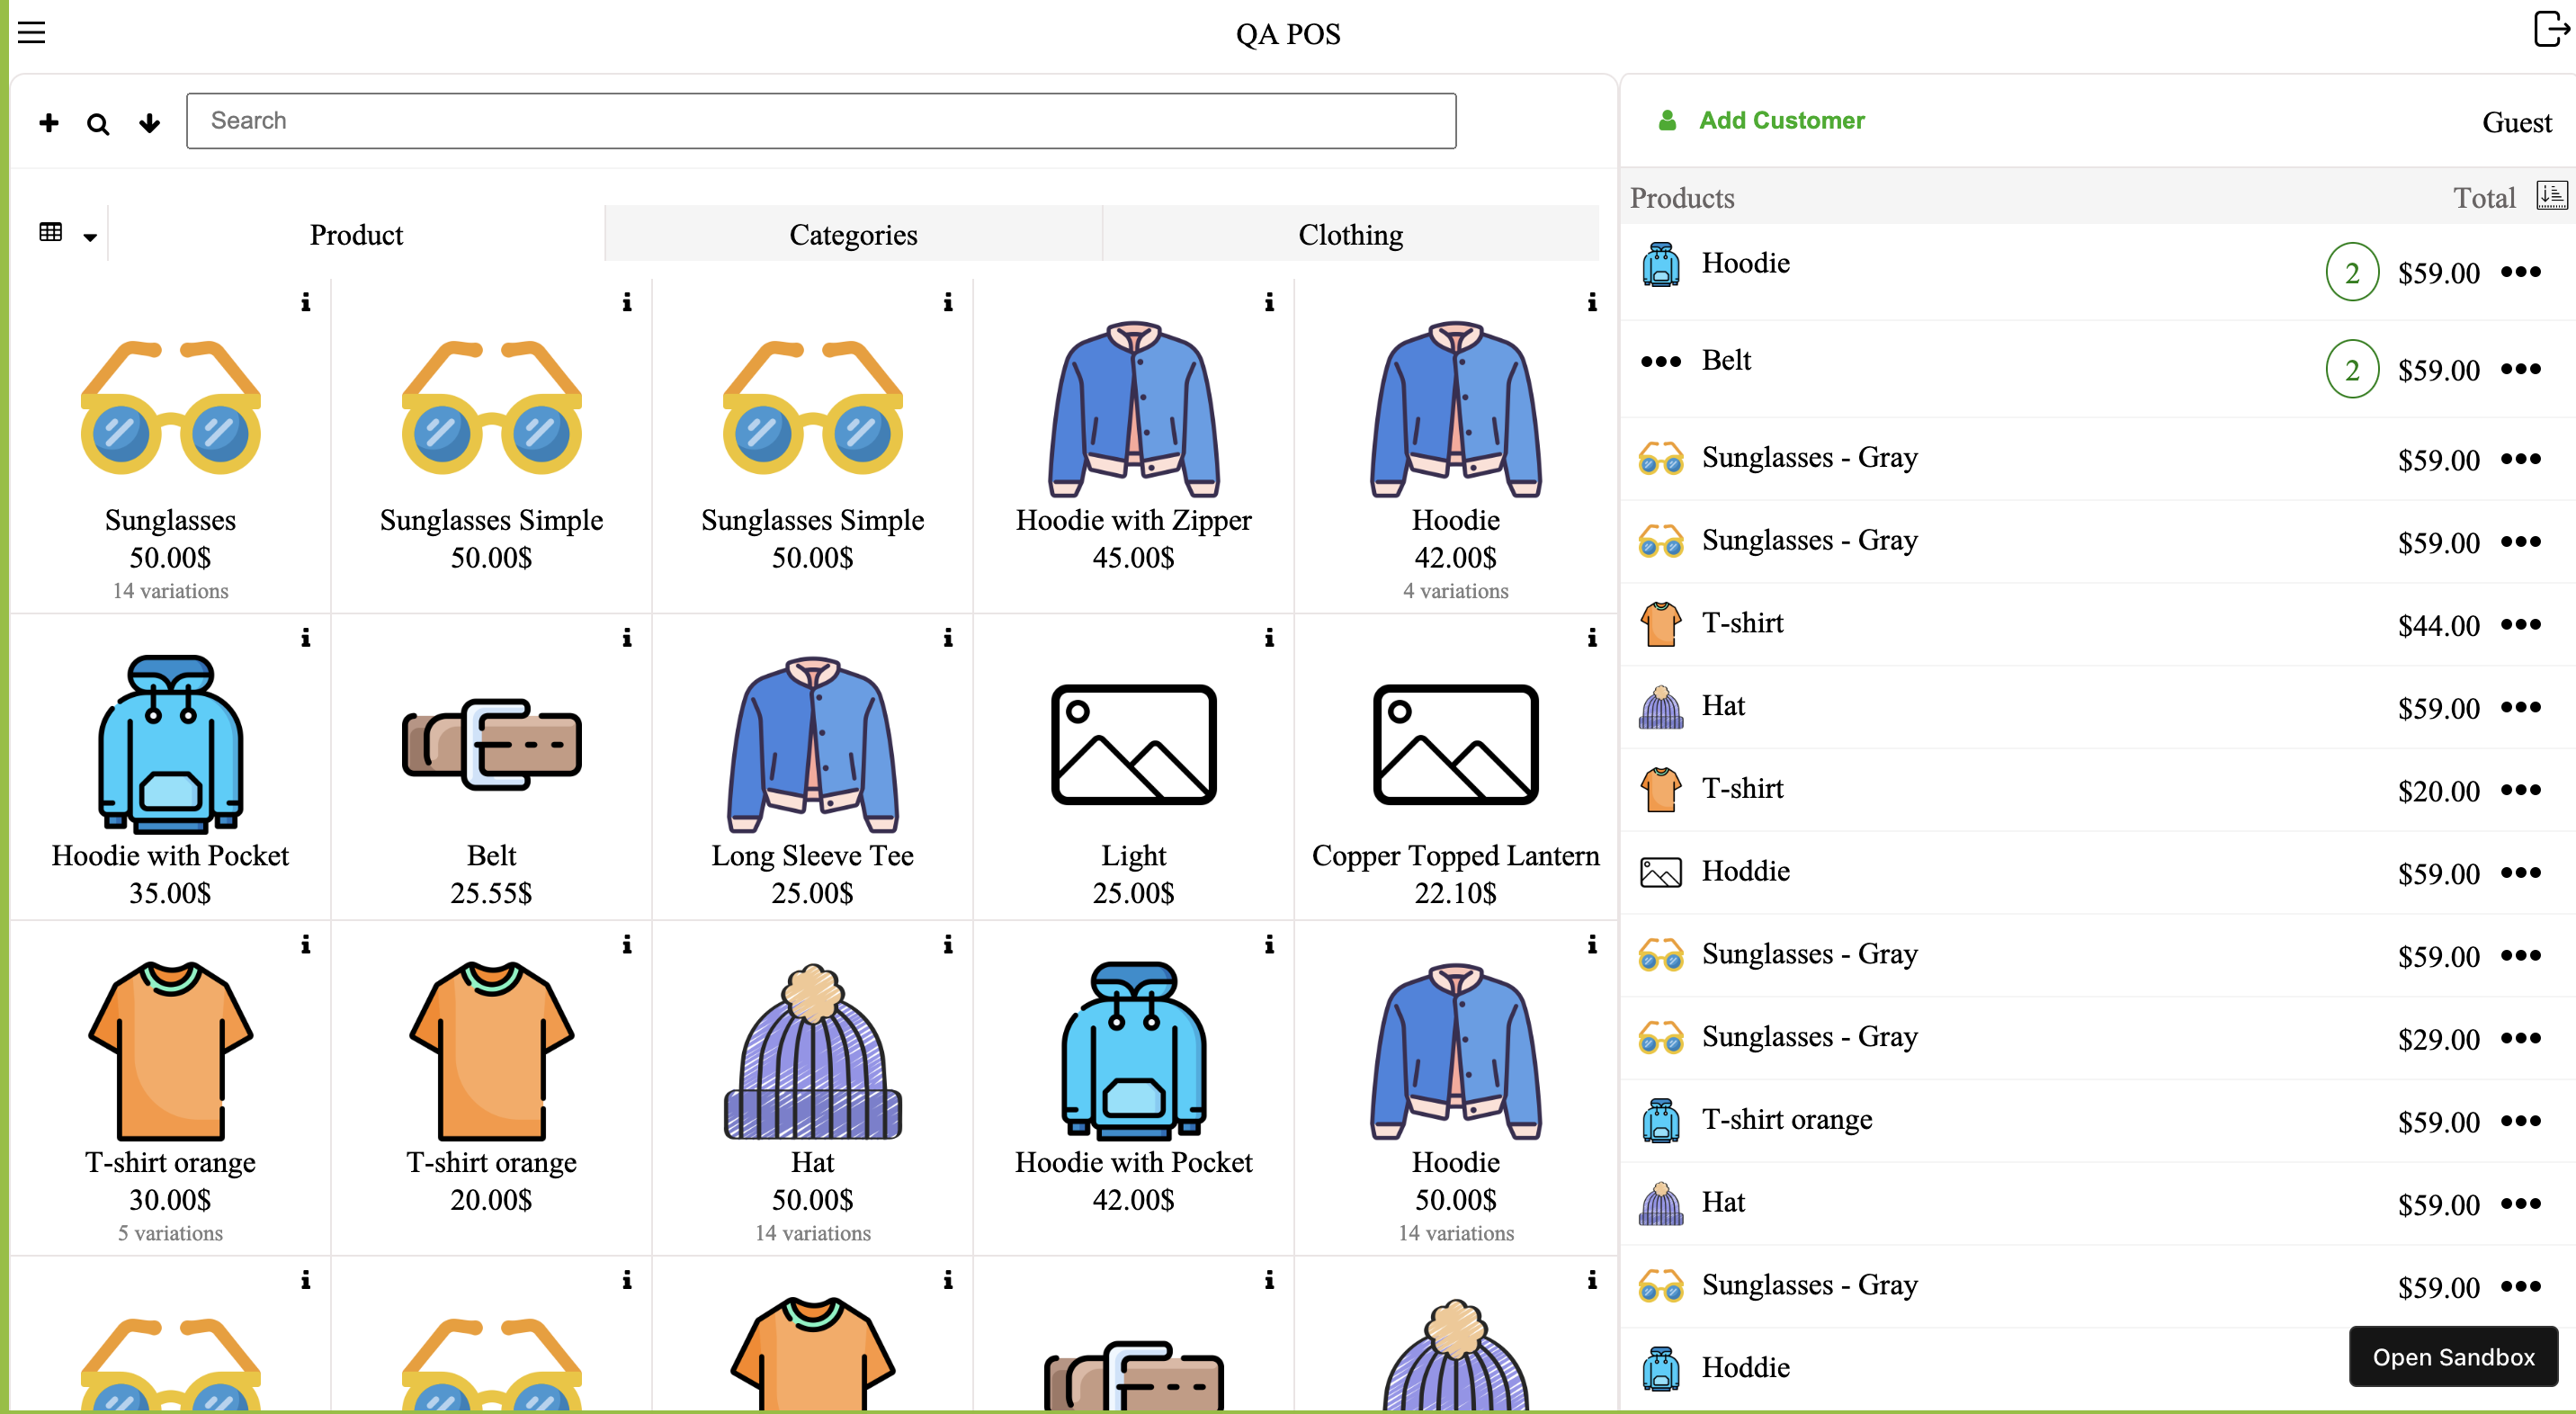 QA POS
Search
Add Customer
Guest
Products
Total
Product
Categories
Clothing
Sunglasses
50.00$
14 variations
Sunglasses Simple
50.00$
Sunglasses Simple
50.00$
Hoodie with Zipper
45.00$
Hoodie
42.00$
4 variations
Hoodie with Pocket
35.00$
Belt
25.55$
Long Sleeve Tee
25.00$
Light
25.00$
Copper Topped Lantern
22.10$
T-shirt orange
30.00$
5 variations
T-shirt orange
20.00$
Hat
50.00$
14 variations
Hoodie with Pocket
42.00$
Hoodie
50.00$
14 variations
Hoodie 2 $59.00
Belt 2 $59.00
Sunglasses - Gray $59.00
Sunglasses - Gray $59.00
T-shirt $44.00
Hat $59.00
T-shirt $20.00
Hoddie $59.00
Sunglasses - Gray $59.00
Sunglasses - Gray $29.00
T-shirt orange $59.00
Hat $59.00
Sunglasses - Gray $59.00
Hoddie
Open Sandbox